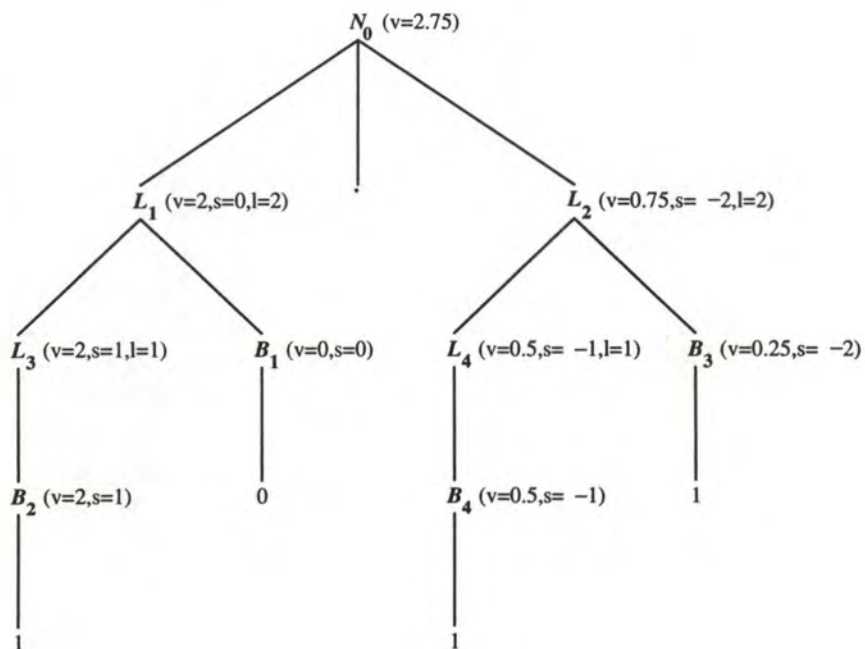 N0 (v=2.75)
.
L1 (v=2,s=0,l=2)
L2 (v=0.75,s= -2,l=2)
L3 (v=2,s=1,l=1)
B1 (v=0,s=0)
L4 (v=0.5,s= -1,l=1)
B3 (v=0.25,s= -2)
B2 (v=2,s=1)
0
B4 (v=0.5,s= -1)
1
1
1